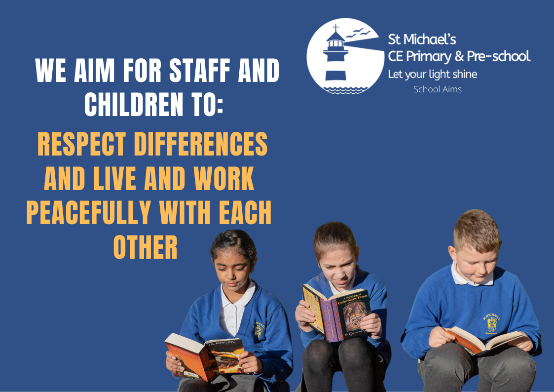 WE AIM FOR STAFF AND
CHILDREN TO:
RESPECT DIFFERENCES
AND LIVE AND WORK
PEACEFULLY WITH EACH
OTHER
St Michael's
CE Primary & Pre-school
Let your light shine
School Aims